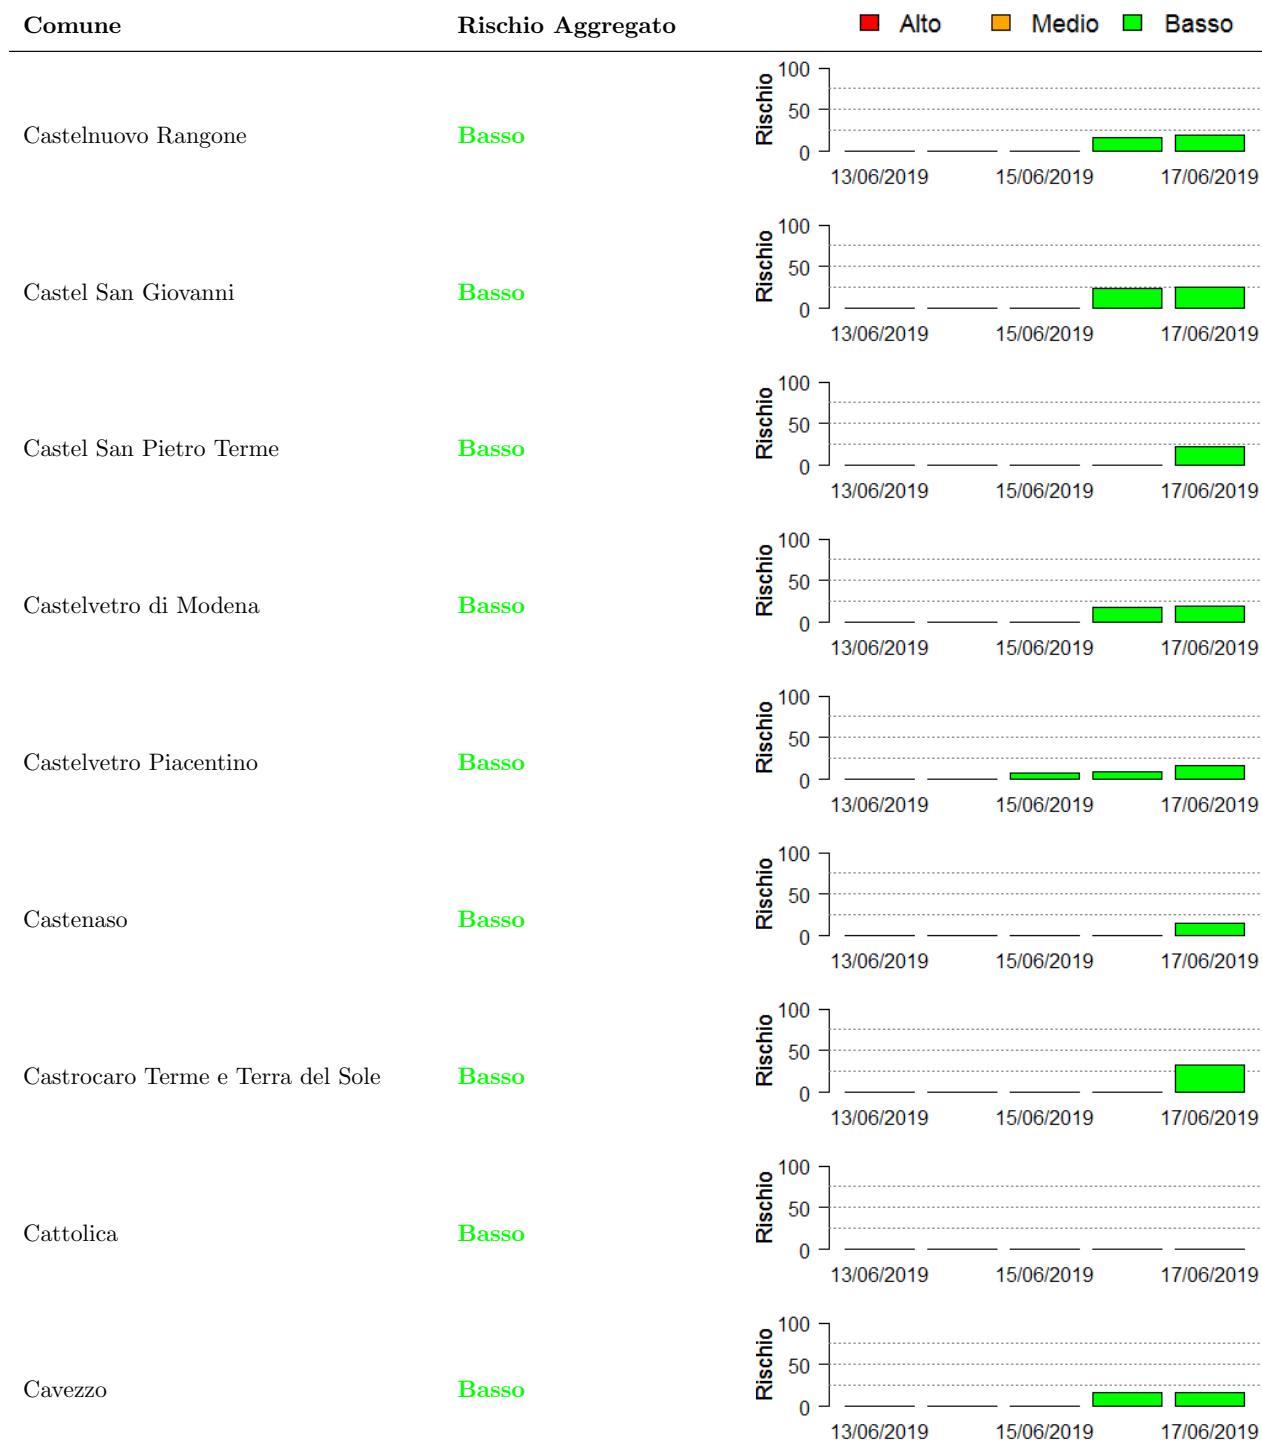 Comune Rischio Aggregato Alto Medio Basso
100
50
0
Rischio
Castelnuovo Rangone Basso
13/06/2019 15/06/2019 17/06/2019
100
50
0
Rischio
Castel San Giovanni Basso
13/06/2019 15/06/2019 17/06/2019
100
50
0
Rischio
Castel San Pietro Terme Basso
13/06/2019 15/06/2019 17/06/2019
100
50
0
Rischio
Castelvetro di Modena Basso
13/06/2019 15/06/2019 17/06/2019
100
50
0
Rischio
Castelvetro Piacentino Basso
13/06/2019 15/06/2019 17/06/2019
100
50
0
Rischio
Castenaso Basso
13/06/2019 15/06/2019 17/06/2019
100
50
0
Rischio
Castrocaro Terme e Terra del Sole Basso
13/06/2019 15/06/2019 17/06/2019
100
50
0
Rischio
Cattolica Basso
13/06/2019 15/06/2019 17/06/2019
100
50
0
Rischio
Cavezzo Basso
13/06/2019 15/06/2019 17/06/2019